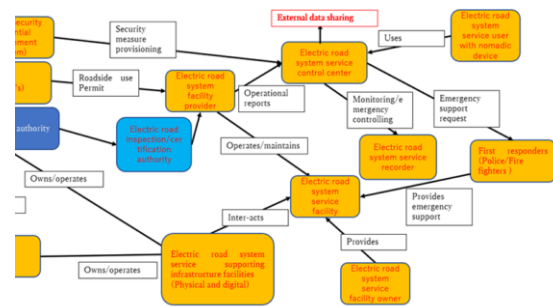 Security
ential
ement
em)
Security
measure
provisioning
External data sharing
Electric road
system service
control center
Uses
Electric road
system
service user
with nomadic
device
's)
Roadside use
Permit
Electric road
system
facility
provider
Operational
reports
Monitoring/e
mergency
controlling
Emergency
support
request
authority
Electric road
inspection/cer
tification
authority
Operates/maintains
Electric road
system service
recorder
First responders
(Police/Fire
fighters )
Owns/operates
Inter-acts
Electric road
system
service
facility
Provides
emergency
support
Electric road system
service supporting
infrastructure facilities
(Physical and digital)
Owns/operates
Provides
Electric road
system service
facility owner